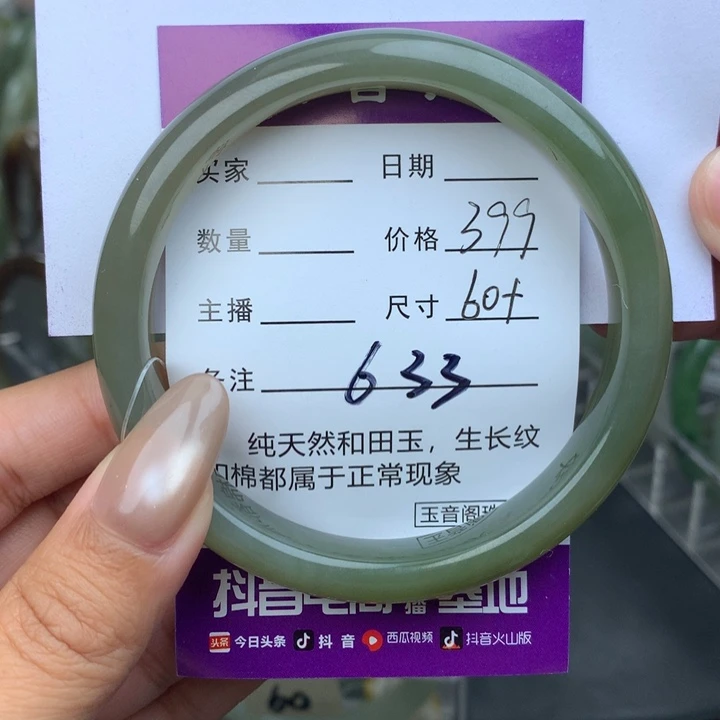 买家 日期
数量 价格 399
主播 尺寸 60+
备注 633
纯天然和田玉，生长纹
和棉都属于正常现象
玉音阁珠
抖音电商直播基地
头条 今日头条 抖音 西瓜视频 抖音火山版
60